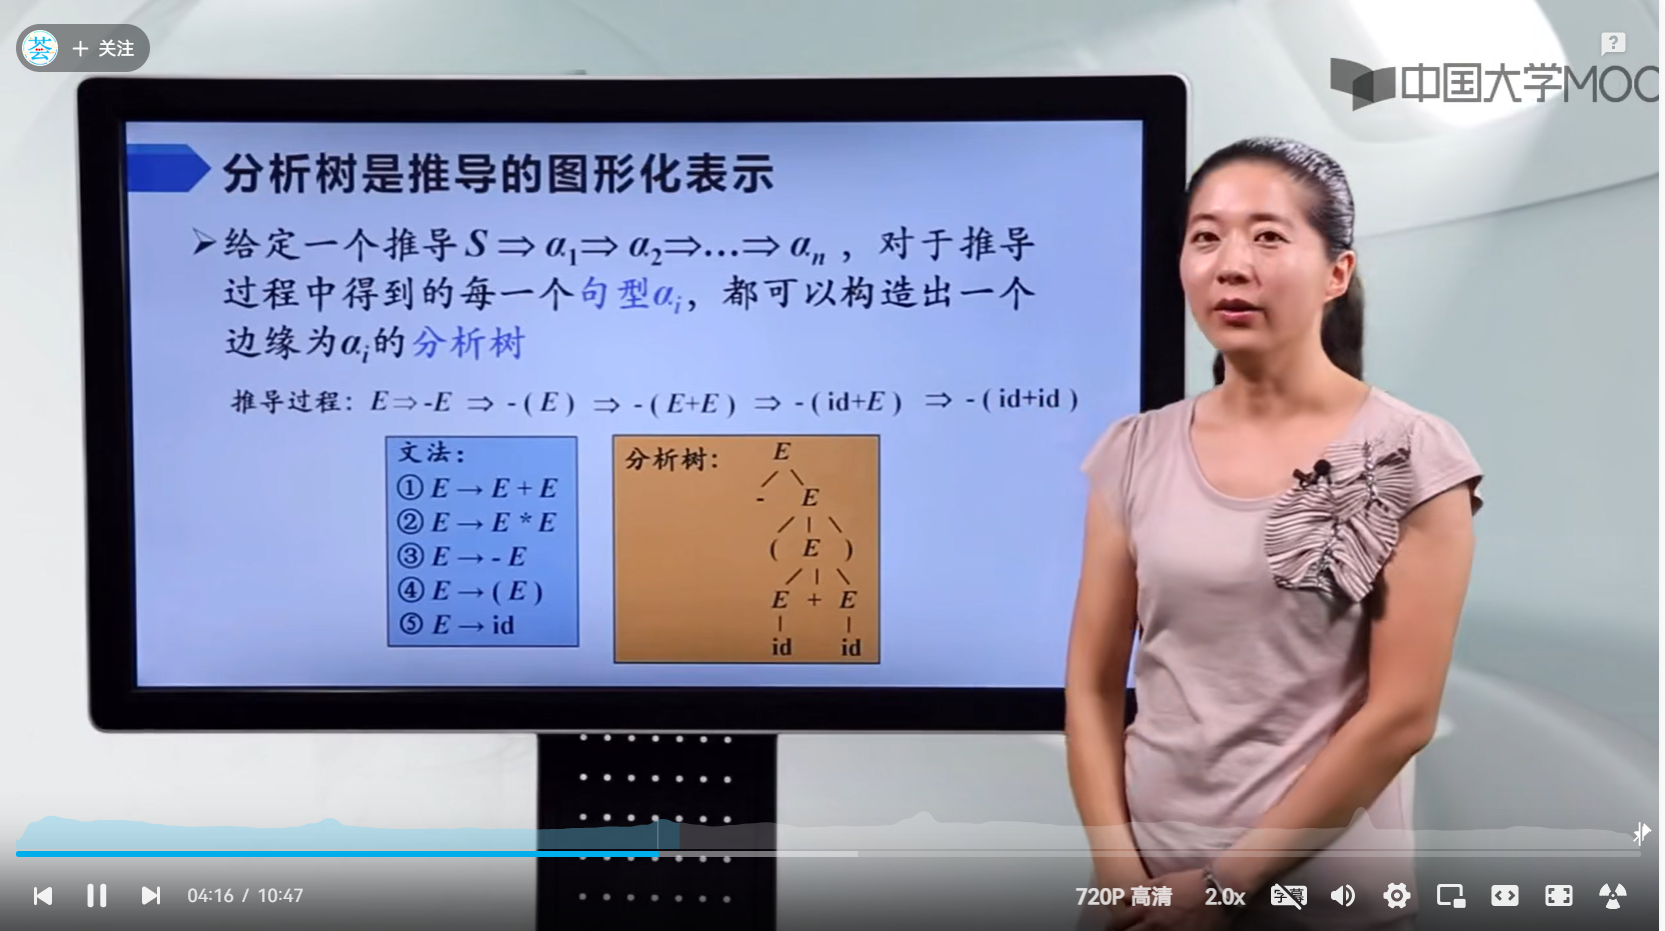 荟
+ 关注
?
中国大学MOO
分析树是推导的图形化表示
➢给定一个推导 S ⇒ α1⇒ α2⇒…⇒ αn ，对于推导
过程中得到的每一个句型αi，都可以构造出一个
边缘为αi的分析树
推导过程：E⇒-E ⇒ -(E) ⇒ -(E+E) ⇒ -(id+E) ⇒ -(id+id)
文法：
① E → E + E
② E → E * E
③ E → - E
④ E → ( E )
⑤ E → id
分析树：
E
- E
( E )
E + E
id id
04:16 / 10:47
720P 高清
2.0x
字幕